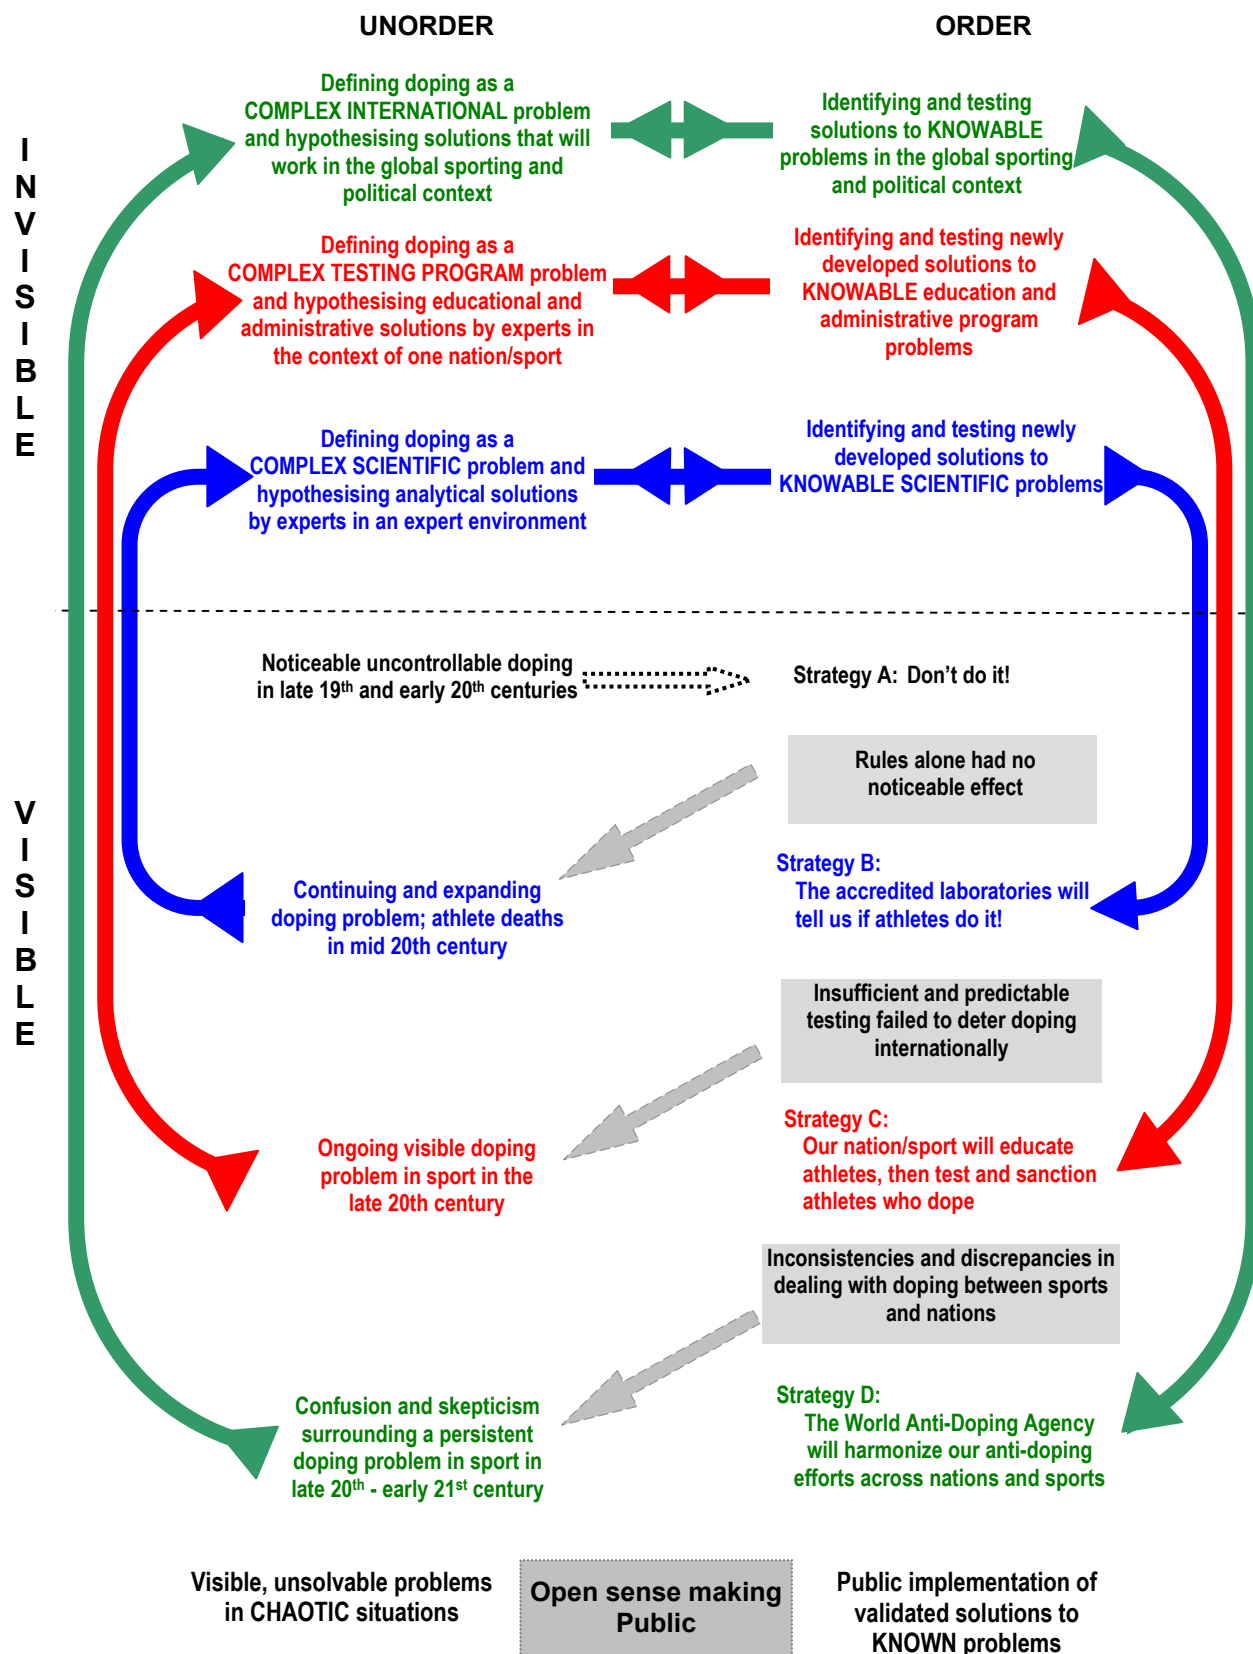 UNORDER
ORDER
INVISIBLE
Defining doping as a
COMPLEX INTERNATIONAL problem
and hypothesising solutions that will
work in the global sporting and
political context
Identifying and testing
solutions to KNOWABLE
problems in the global sporting
and political context
Defining doping as a
COMPLEX TESTING PROGRAM problem
and hypothesising educational and
administrative solutions by experts in
the context of one nation/sport
Identifying and testing newly
developed solutions to
KNOWABLE education and
administrative program
problems
Defining doping as a
COMPLEX SCIENTIFIC problem and
hypothesising analytical solutions
by experts in an expert environment
Identifying and testing newly
developed solutions to
KNOWABLE SCIENTIFIC problems
VISIBLE
Noticeable uncontrollable doping
in late 19th and early 20th centuries
Strategy A: Don't do it!
Rules alone had no
noticeable effect
Continuing and expanding
doping problem; athlete deaths
in mid 20th century
Strategy B:
The accredited laboratories will
tell us if athletes do it!
Insufficient and predictable
testing failed to deter doping
internationally
Ongoing visible doping
problem in sport in the
late 20th century
Strategy C:
Our nation/sport will educate
athletes, then test and sanction
athletes who dope
Inconsistencies and discrepancies in
dealing with doping between sports
and nations
Confusion and skepticism
surrounding a persistent
doping problem in sport in
late 20th - early 21st century
Strategy D:
The World Anti-Doping Agency
will harmonize our anti-doping
efforts across nations and sports
Visible, unsolvable problems
in CHAOTIC situations
Open sense making
Public
Public implementation of
validated solutions to
KNOWN problems